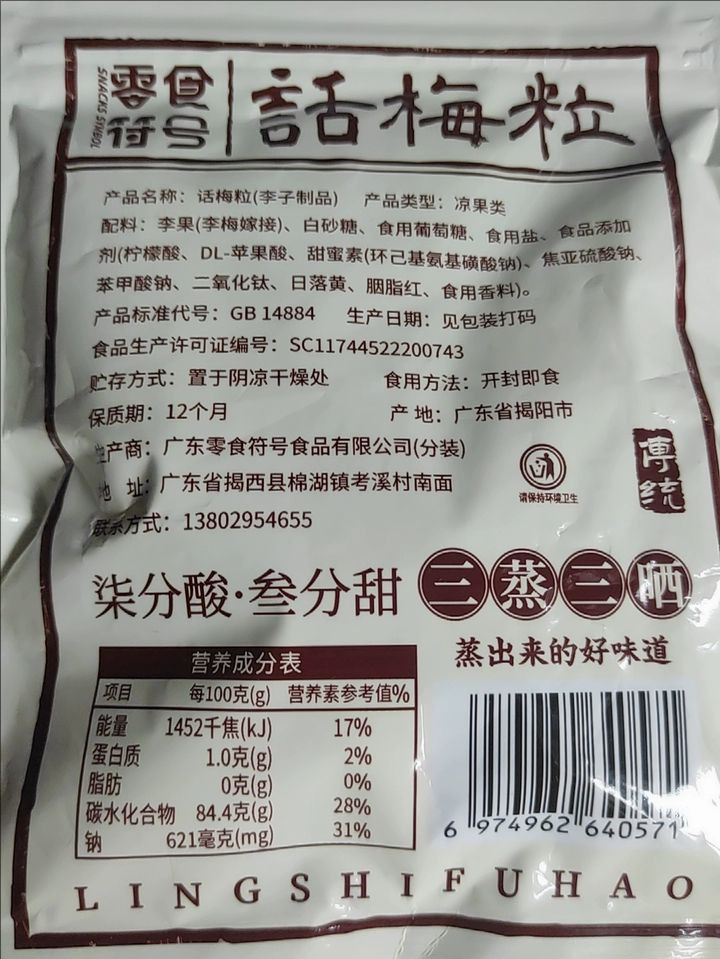 零食
符号
SNACKS SYMBOL
話梅粒
产品名称：话梅粒(李子制品) 产品类型：凉果类
配料：李果(李梅嫁接)、白砂糖、食用葡萄糖、食用盐、食品添加
剂(柠檬酸、DL-苹果酸、甜蜜素(环己基氨基磺酸钠)、焦亚硫酸钠、
苯甲酸钠、二氧化钛、日落黄、胭脂红、食用香料)。
产品标准代号：GB 14884 生产日期：见包装打码
食品生产许可证编号：SC11744522200743
贮存方式：置于阴凉干燥处 食用方法：开封即食
保质期：12个月 产 地：广东省揭阳市
生产商：广东零食符号食品有限公司(分装)
地 址：广东省揭西县棉湖镇考溪村南面
联系方式：13802954655
请保持环境卫生
傳统
柒分酸·叁分甜 三蒸三晒
蒸出来的好味道
营养成分表
项目 每100克(g) 营养素参考值%
能量 1452千焦(kJ) 17%
蛋白质 1.0克(g) 2%
脂肪 0克(g) 0%
碳水化合物 84.4克(g) 28%
钠 621毫克(mg) 31%
6 974962 640571
LINGSHIFUHAO